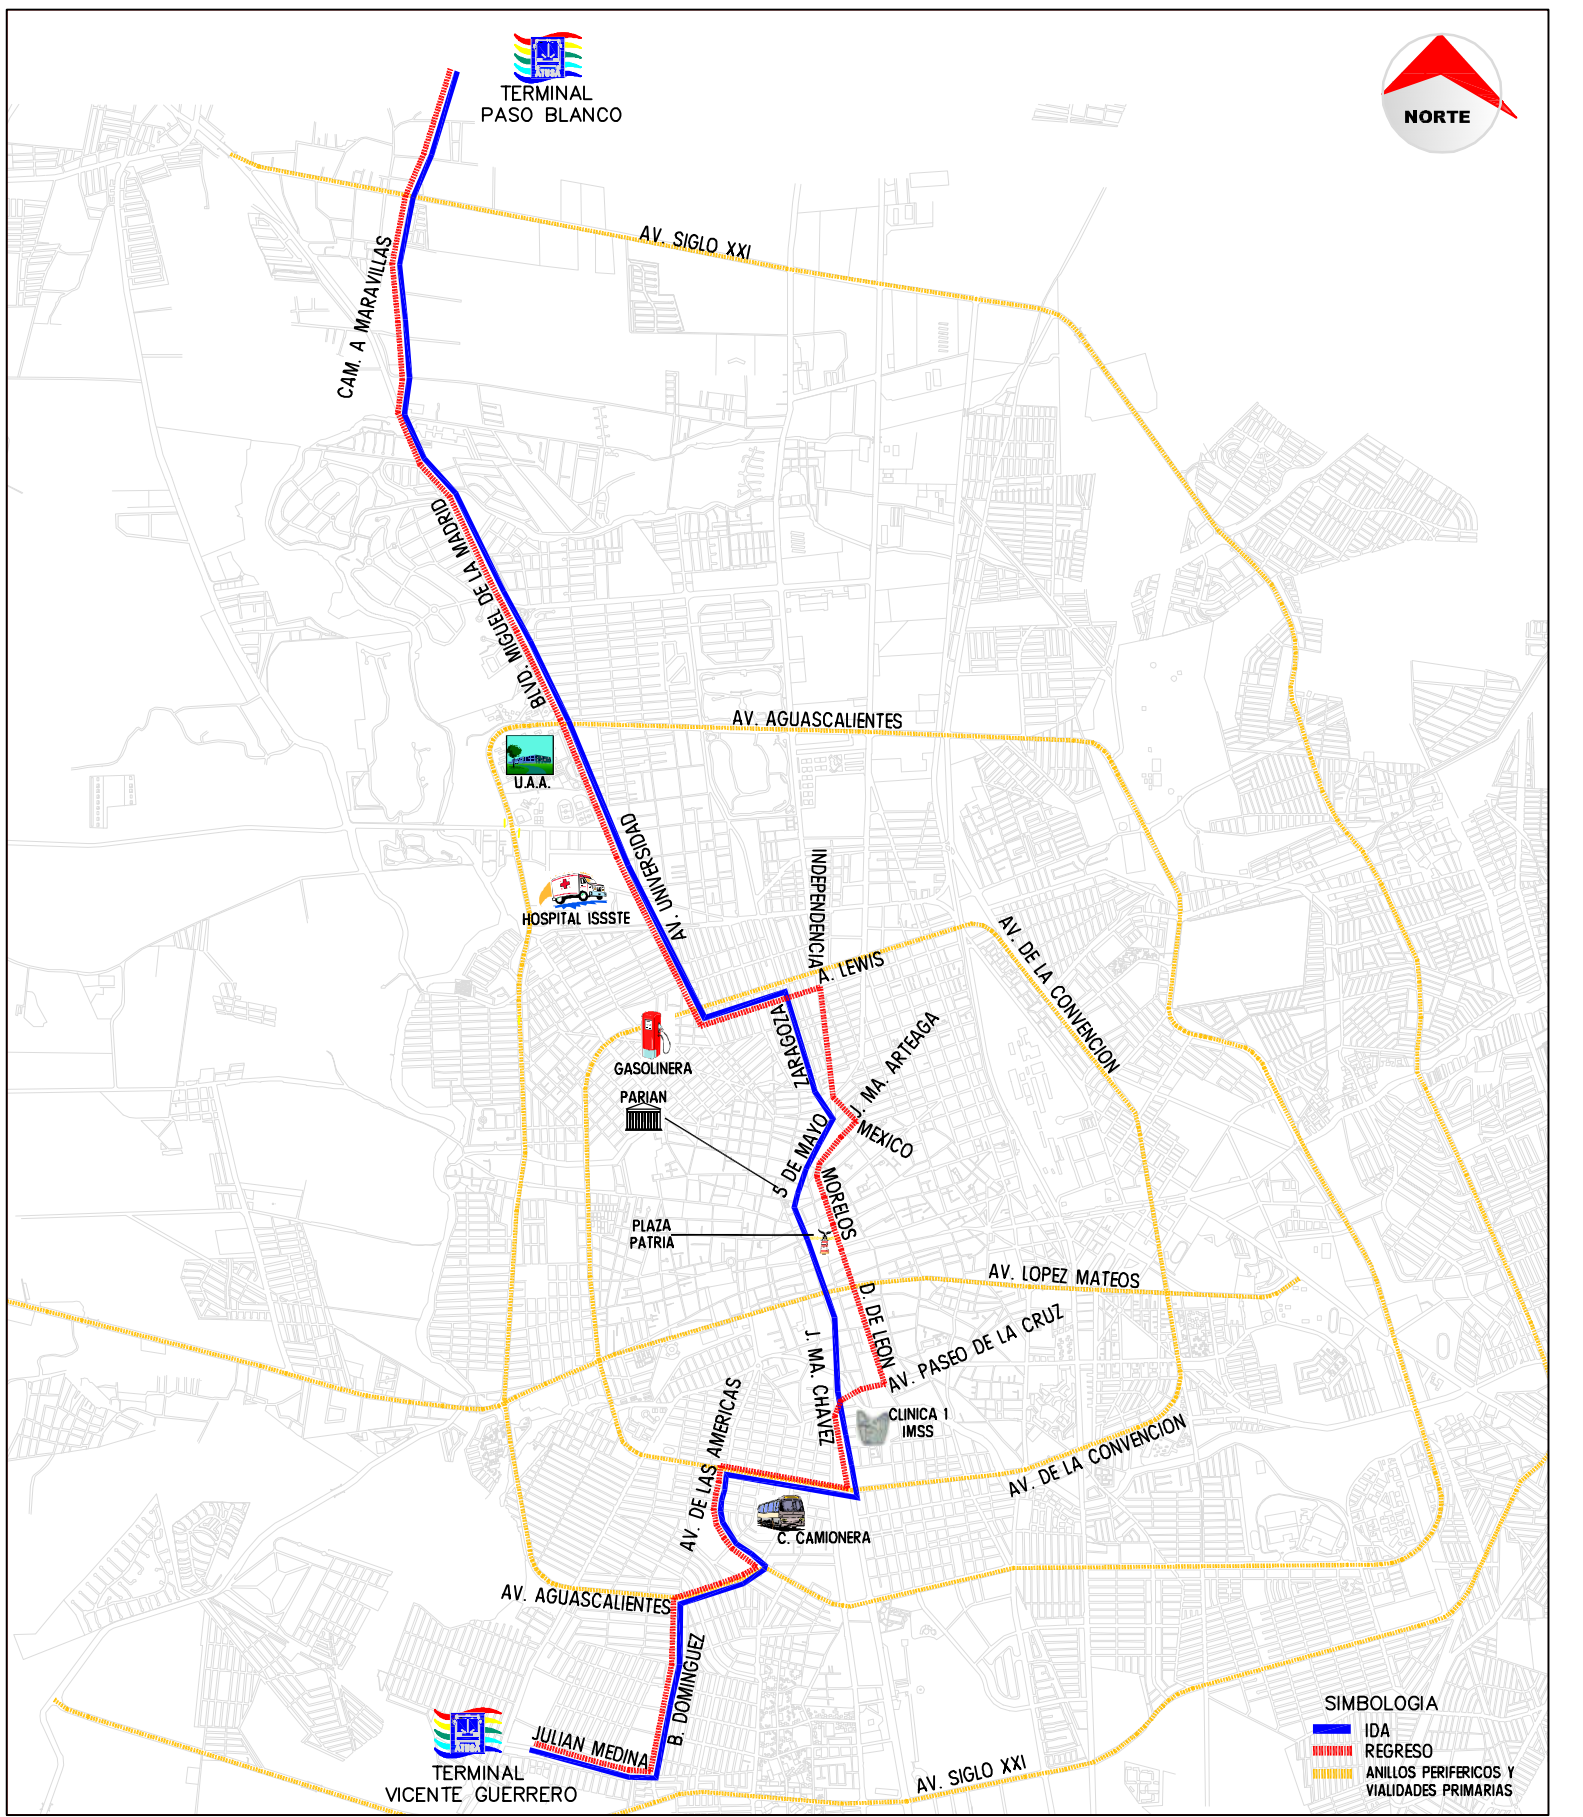 TERMINAL
PASO BLANCO
NORTE
AV. SIGLO XXI
CAM. A MARAVILLAS
BLVD. MIGUEL DE LA MADRID
AV. AGUASCALIENTES
U.A.A.
AV. UNIVERSIDAD
INDEPENDENCIA
HOSPITAL ISSSTE
AV. DE LA CONVENCION
A. LEWIS
ZARAGOZA
J. MA. ARTEAGA
GASOLINERA
PARIAN
5 DE MAYO
MEXICO
MORELOS
PLAZA
PATRIA
AV. LOPEZ MATEOS
D. DE LEON
AV. PASEO DE LA CRUZ
J. MA. CHAVEZ
AV. DE LAS AMERICAS
CLINICA 1
IMSS
AV. DE LA CONVENCION
C. CAMIONERA
AV. AGUASCALIENTES
B. DOMINGUEZ
JULIAN MEDINA
TERMINAL
VICENTE GUERRERO
AV. SIGLO XXI
SIMBOLOGIA
IDA
REGRESO
ANILLOS PERIFERICOS Y
VIALIDADES PRIMARIAS